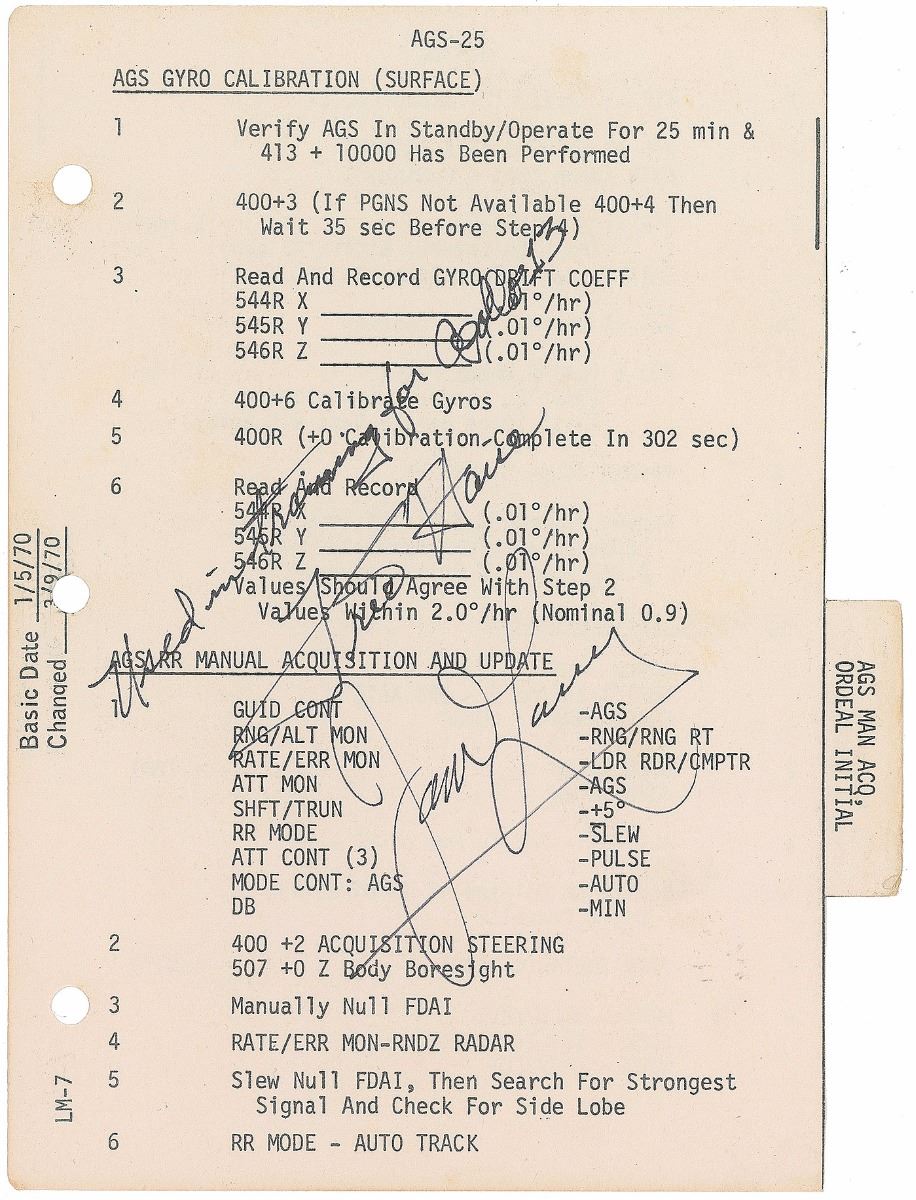 AGS-25
AGS GYRO CALIBRATION (SURFACE)
1 Verify AGS In Standby/Operate For 25 min &
413 + 10000 Has Been Performed
2 400+3 (If PGNS Not Available 400+4 Then
Wait 35 sec Before Step 4)
3 Read And Record GYRO DRIFT COEFF
544R X ________ (.01°/hr)
545R Y ________ (.01°/hr)
546R Z ________ (.01°/hr)
4 400+6 Calibrate Gyros
5 400R (+0 Calibration Complete In 302 sec)
6 Read And Record
544R X ________ (.01°/hr)
545R Y ________ (.01°/hr)
546R Z ________ (.01°/hr)
Values Should Agree With Step 2
Values Within 2.0°/hr (Nominal 0.9)
AGS/RR MANUAL ACQUISITION AND UPDATE
1 GUID CONT -AGS
RNG/ALT MON -RNG/RNG RT
RATE/ERR MON -LDR RDR/CMPTR
ATT MON -AGS
SHFT/TRUN -±5°
RR MODE -SLEW
ATT CONT (3) -PULSE
MODE CONT: AGS -AUTO
DB -MIN
2 400 +2 ACQUISITION STEERING
507 +0 Z Body Boresight
3 Manually Null FDAI
4 RATE/ERR MON-RNDZ RADAR
5 Slew Null FDAI, Then Search For Strongest
Signal And Check For Side Lobe
6 RR MODE - AUTO TRACK
Used in training for Apollo 13
Fred Haise
James Lovell
Basic Date 1/5/70
Changed /9/70
LM-7
AGS MAN ACQ,
ORDEAL INITIAL